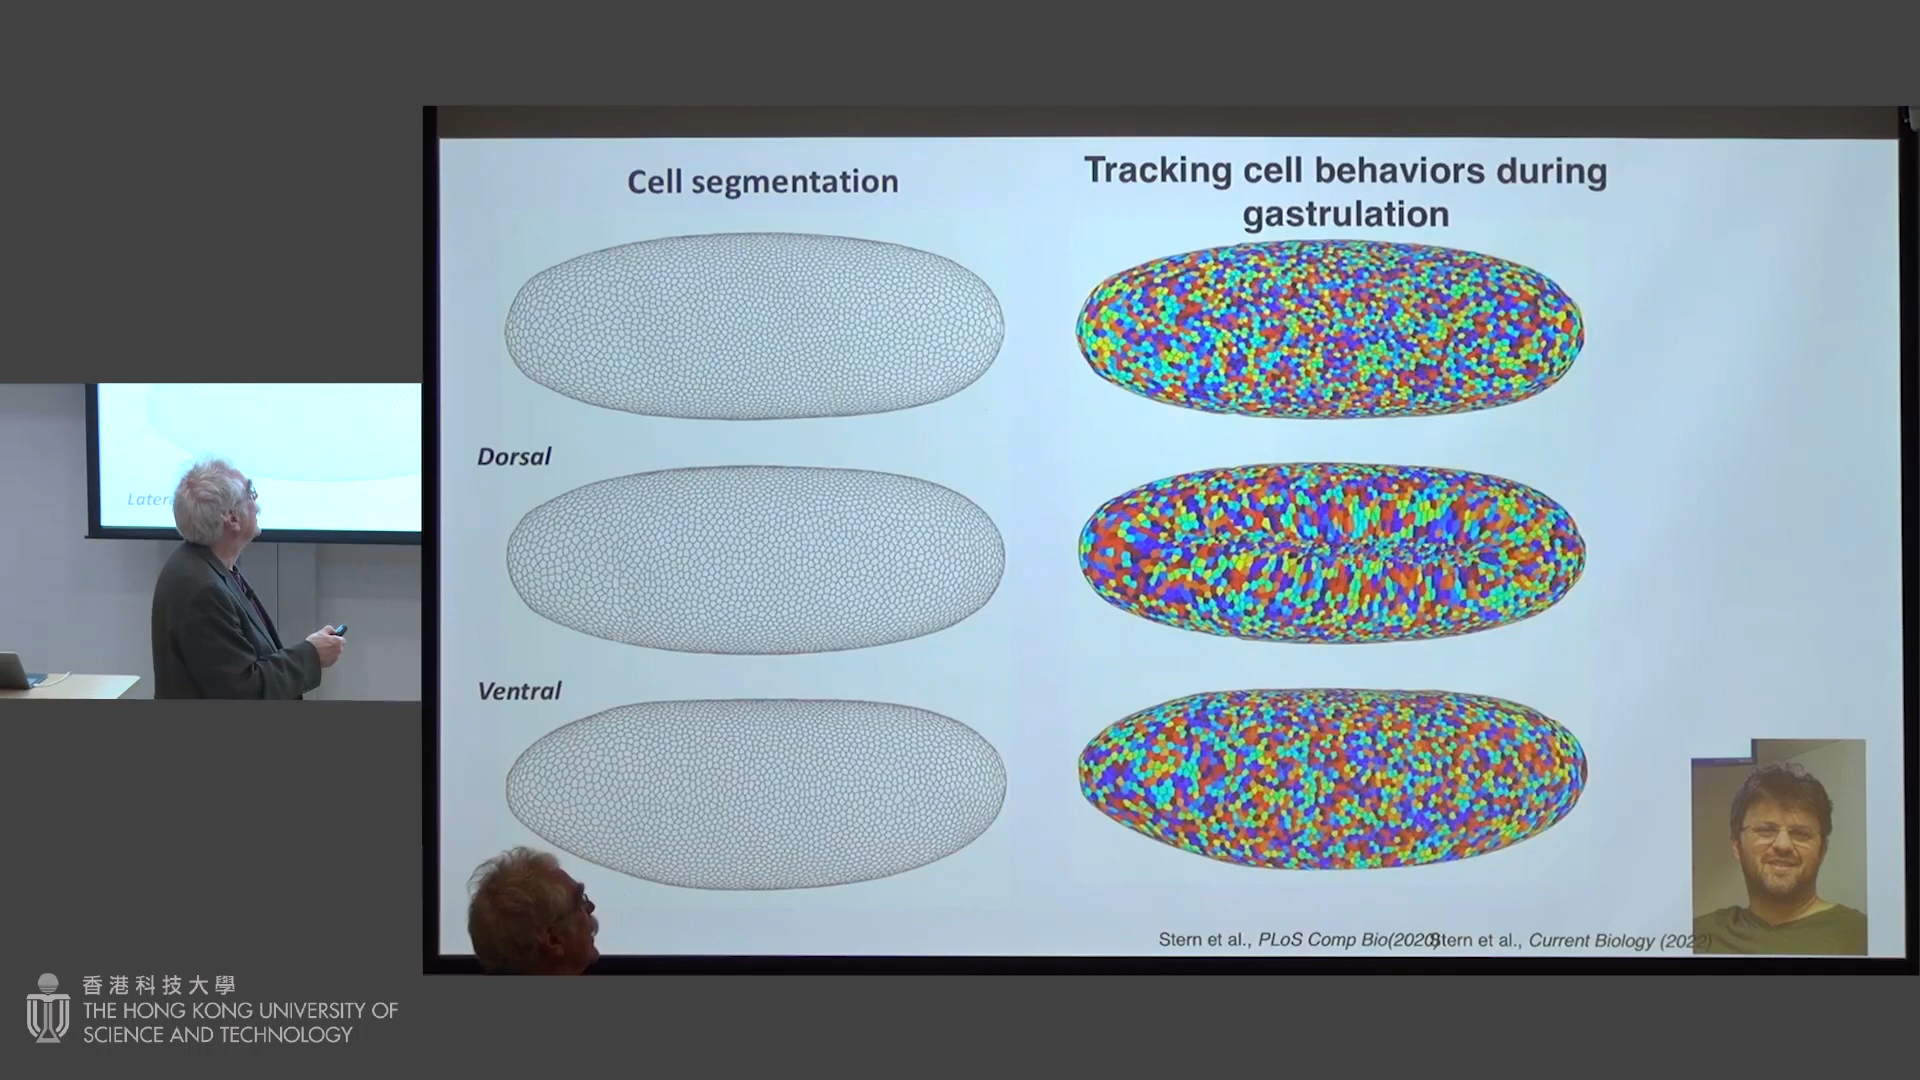 Cell segmentation
Tracking cell behaviors during
gastrulation
Dorsal
Ventral
Stern et al., PLoS Comp Bio(2020)
Stern et al., Current Biology (2022)
香港科技大學
THE HONG KONG UNIVERSITY OF
SCIENCE AND TECHNOLOGY